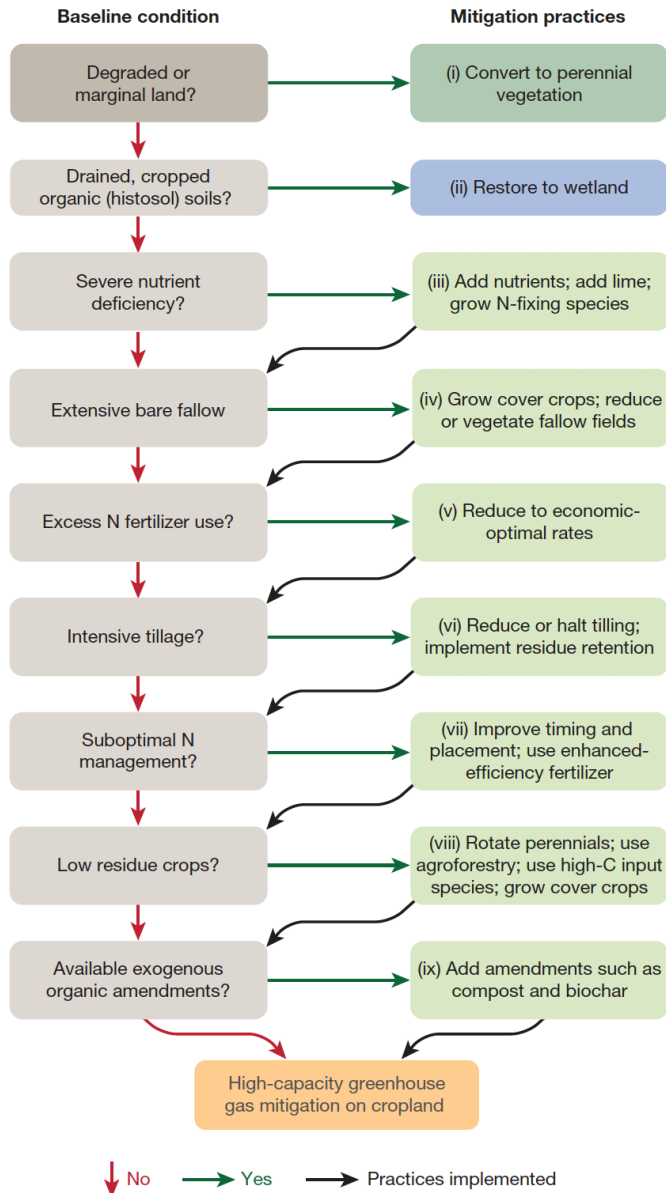 Baseline condition
Mitigation practices
Degraded or
marginal land?
(i) Convert to perennial
vegetation
Drained, cropped
organic (histosol) soils?
(ii) Restore to wetland
Severe nutrient
deficiency?
(iii) Add nutrients; add lime;
grow N-fixing species
Extensive bare fallow
(iv) Grow cover crops; reduce
or vegetate fallow fields
Excess N fertilizer use?
(v) Reduce to economic-
optimal rates
Intensive tillage?
(vi) Reduce or halt tilling;
implement residue retention
Suboptimal N
management?
(vii) Improve timing and
placement; use enhanced-
efficiency fertilizer
Low residue crops?
(viii) Rotate perennials; use
agroforestry; use high-C input
species; grow cover crops
Available exogenous
organic amendments?
(ix) Add amendments such as
compost and biochar
High-capacity greenhouse
gas mitigation on cropland
No
Yes
Practices implemented